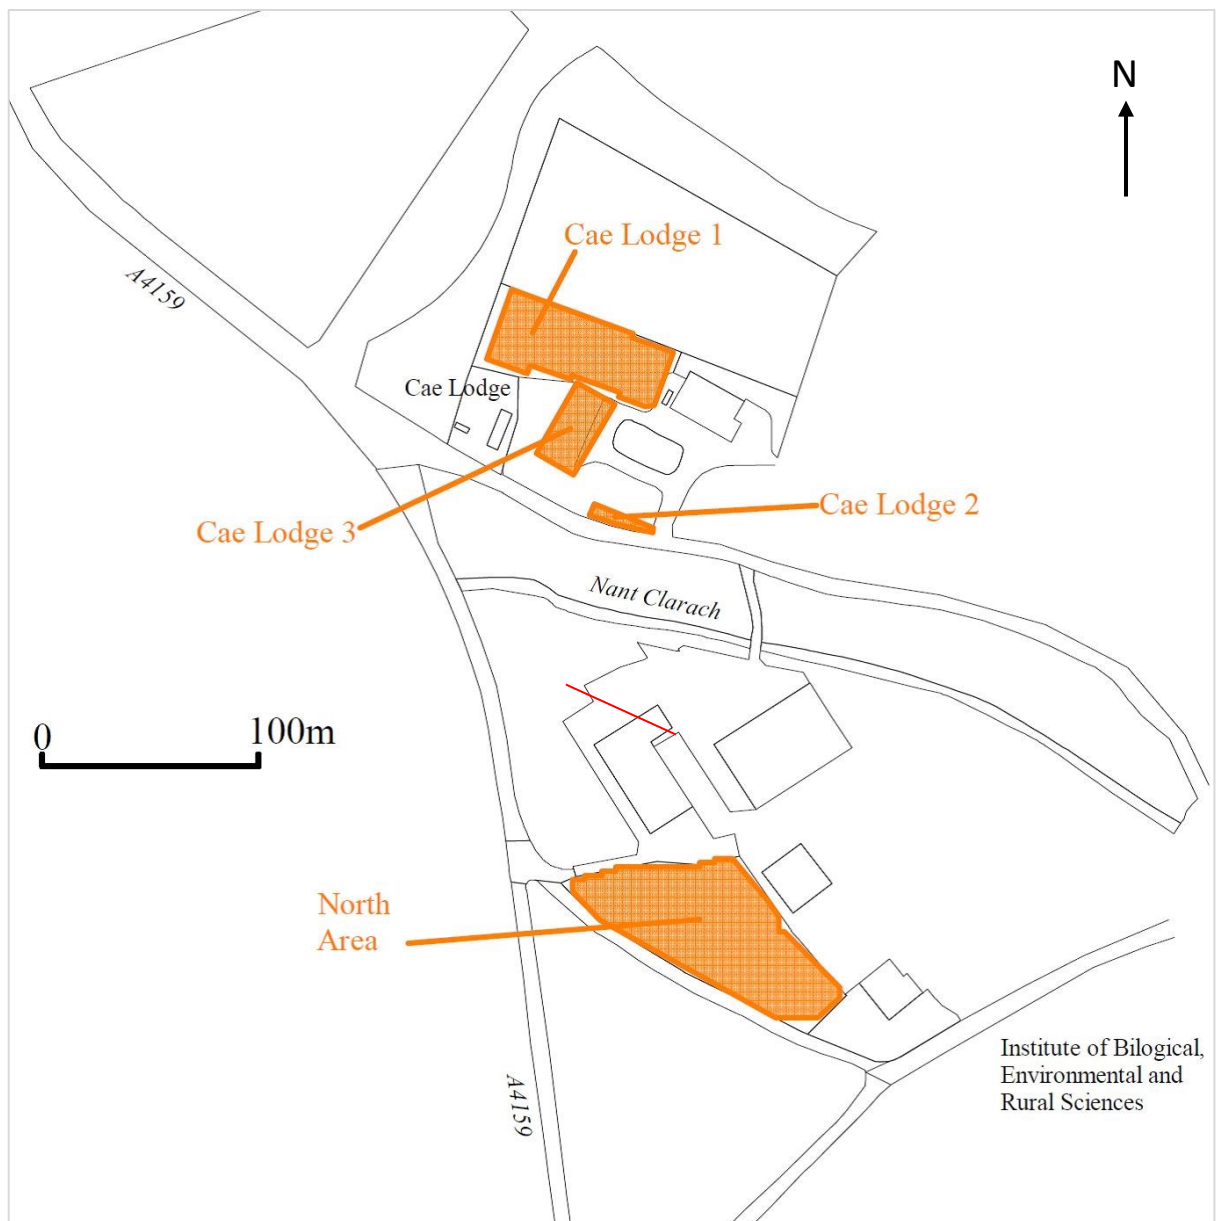 N
Cae Lodge 1
A4159
Cae Lodge
Cae Lodge 2
Cae Lodge 3
Nant Clarach
0 100m
North
Area
Institute of Bilogical,
Environmental and
Rural Sciences
A4159